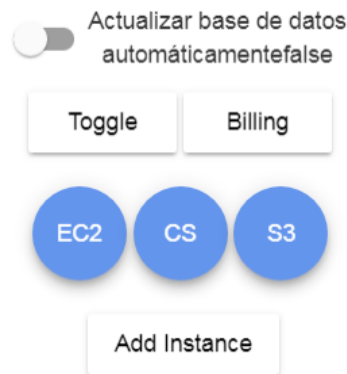 Actualizar base de datos
automáticamentefalse
Toggle Billing
EC2 CS S3
Add Instance